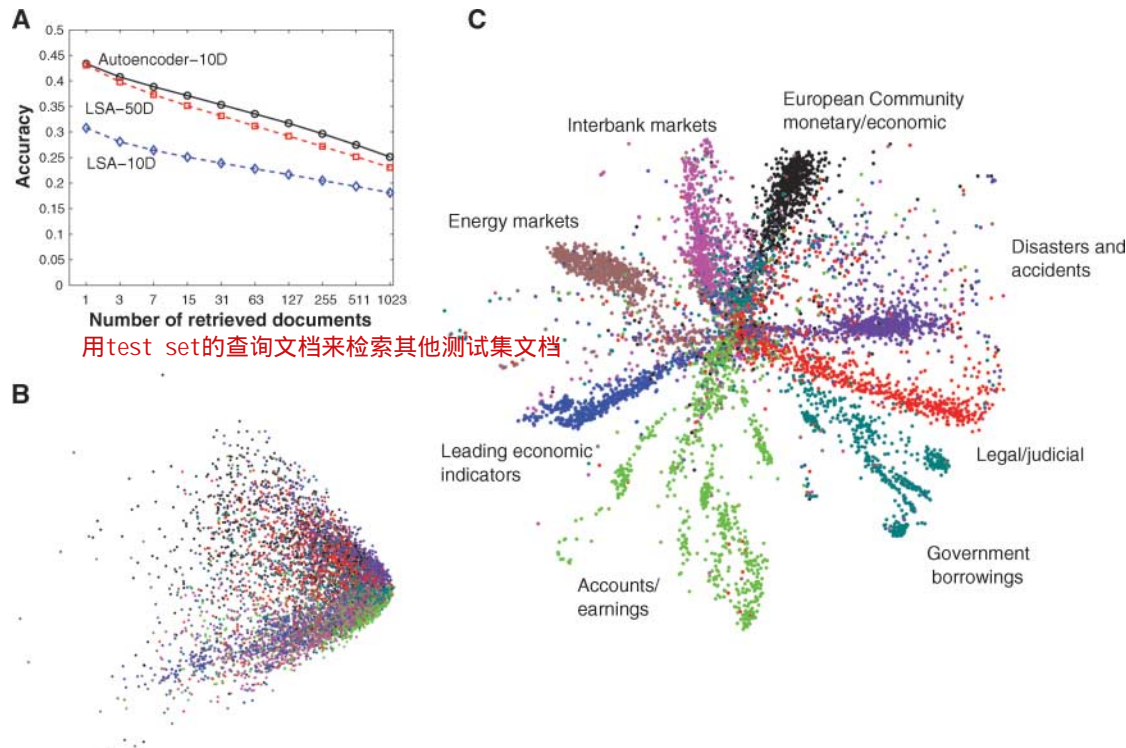 A
0.5
0.45
0.4
0.35
0.3
0.25
0.2
0.15
0.1
0.05
0
Accuracy
Autoencoder-10D
LSA-50D
LSA-10D
1 3 7 15 31 63 127 255 511 1023
Number of retrieved documents
用test set的查询文档来检索其他测试集文档
B
C
European Community
monetary/economic
Interbank markets
Energy markets
Disasters and
accidents
Leading economic
indicators
Legal/judicial
Government
borrowings
Accounts/
earnings